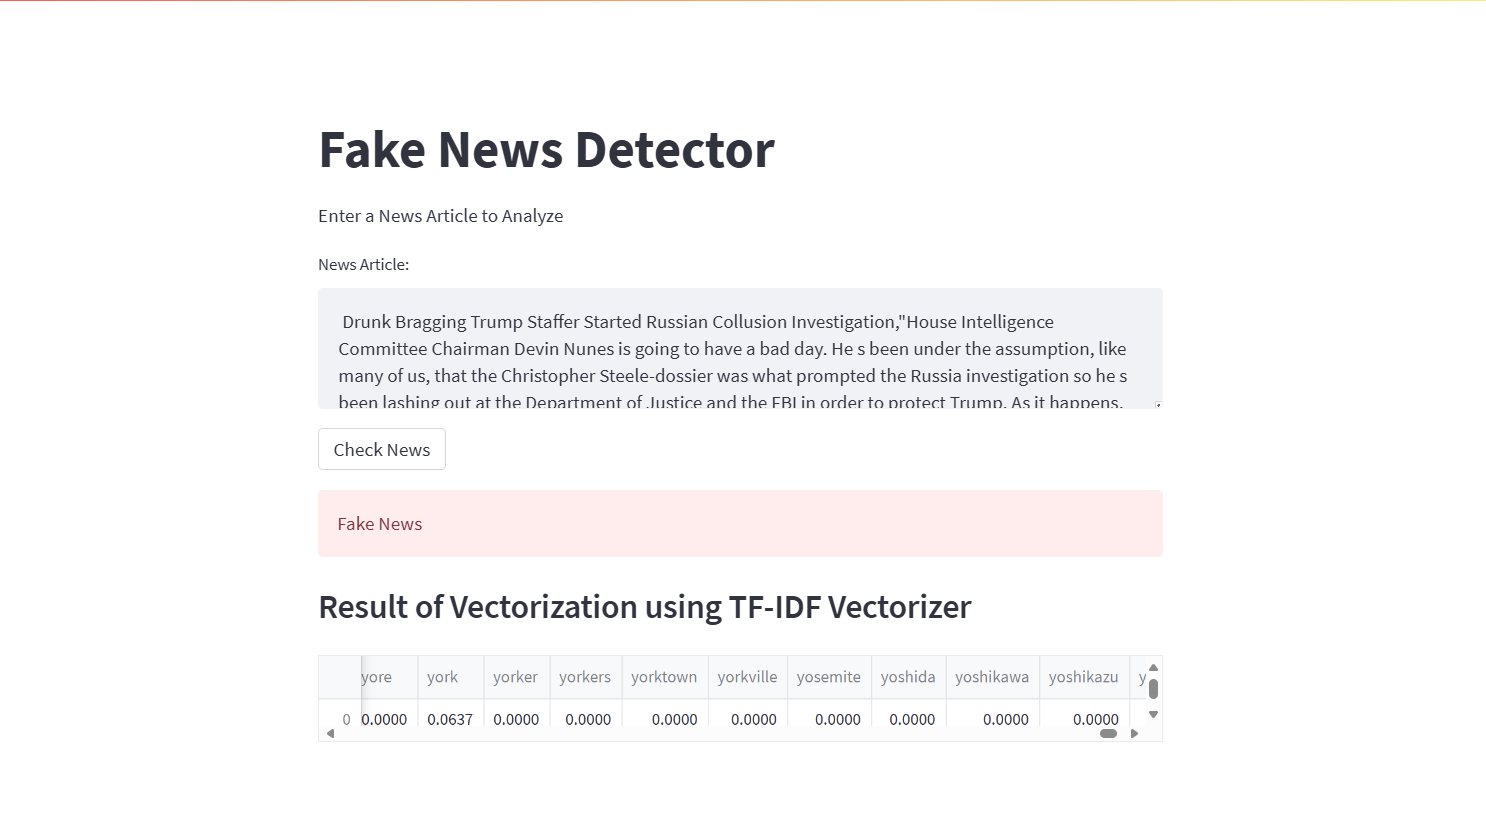 Fake News Detector
Enter a News Article to Analyze
News Article:
Drunk Bragging Trump Staffer Started Russian Collusion Investigation,"House Intelligence
Committee Chairman Devin Nunes is going to have a bad day. He s been under the assumption, like
many of us, that the Christopher Steele-dossier was what prompted the Russia investigation so he s
been lashing out at the Department of Justice and the FBI in order to protect Trump. As it happens,
Check News
Fake News
Result of Vectorization using TF-IDF Vectorizer
yore york yorker yorkers yorktown yorkville yosemite yoshida yoshikawa yoshikazu y
0 0.0000 0.0637 0.0000 0.0000 0.0000 0.0000 0.0000 0.0000 0.0000 0.0000